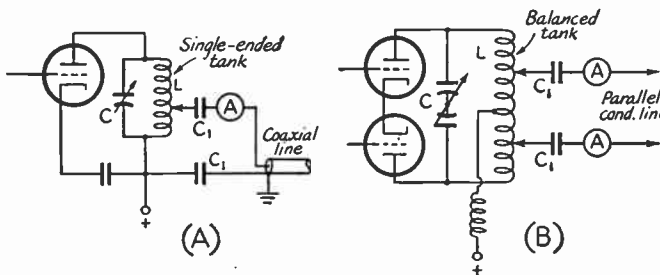 Single-ended
tank
L
C
C₁
A
Coaxial
line
C₁
+
(A)
Balanced
tank
L
C
C₁
A
Parallel
cond. line
C₁
A
+
(B)